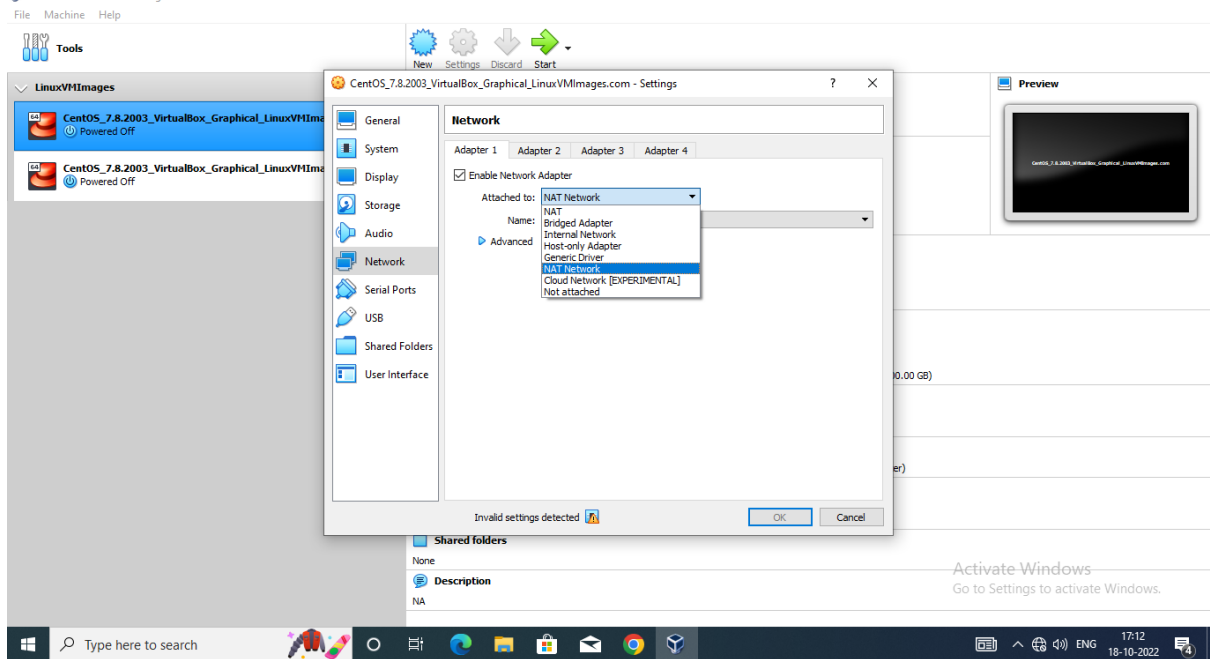 File Machine Help
Tools
New Settings Discard Start
LinuxVMImages
CentOS_7.8.2003_VirtualBox_Graphical_LinuxVMIma
Powered Off
CentOS_7.8.2003_VirtualBox_Graphical_LinuxVMIma
Powered Off
CentOS_7.8.2003_VirtualBox_Graphical_LinuxVMImages.com - Settings ? X
General
System
Display
Storage
Audio
Network
Serial Ports
USB
Shared Folders
User Interface
Network
Adapter 1 Adapter 2 Adapter 3 Adapter 4
Enable Network Adapter
Attached to: NAT Network
NAT
Bridged Adapter
Internal Network
Host-only Adapter
Generic Driver
NAT Network
Cloud Network [EXPERIMENTAL]
Not attached
Name:
Advanced
Invalid settings detected
OK Cancel
Preview
CentOS_7.8.2003_VirtualBox_Graphical_LinuxVMImages.com
0.00 GB)
er)
Shared folders
None
Description
NA
Activate Windows
Go to Settings to activate Windows.
Type here to search
ENG
17:12
18-10-2022
4